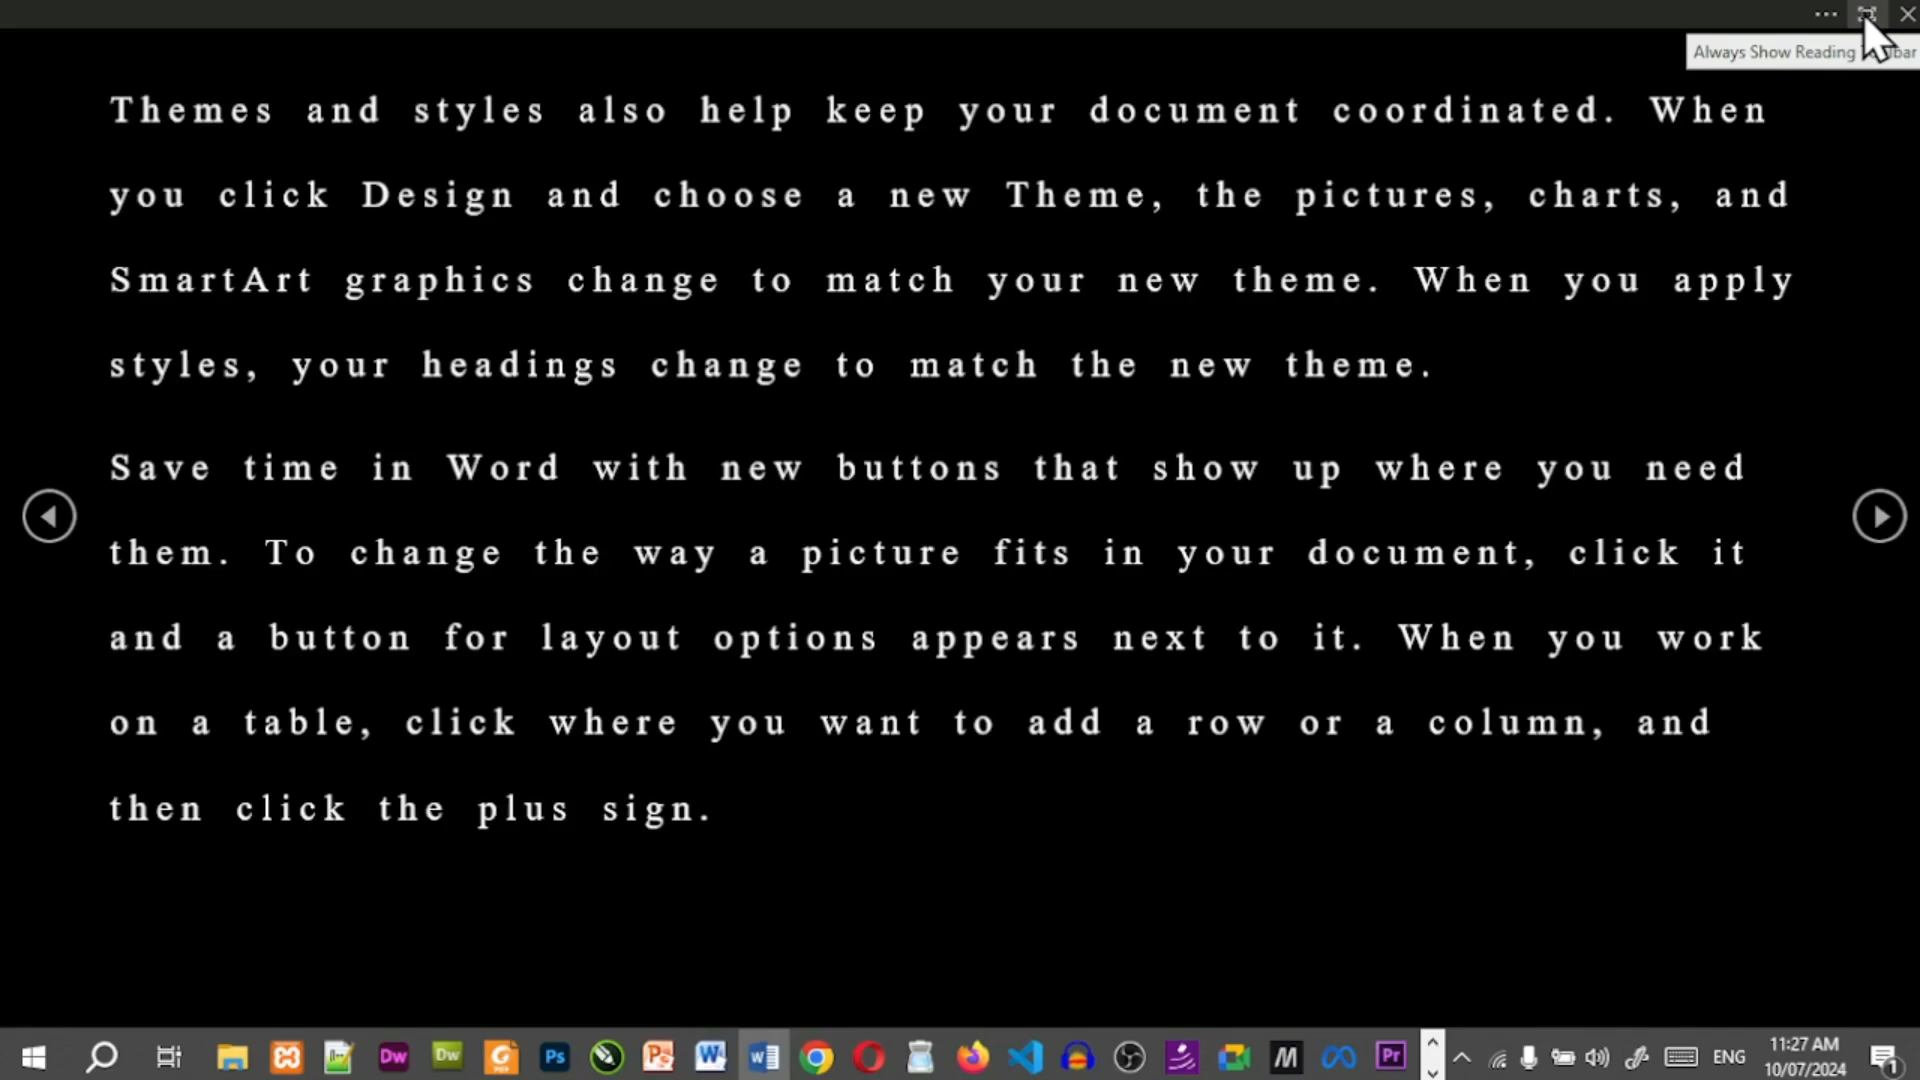 Always Show Reading
Themes and styles also help keep your document coordinated. When
you click Design and choose a new Theme, the pictures, charts, and
SmartArt graphics change to match your new theme. When you apply
styles, your headings change to match the new theme.
Save time in Word with new buttons that show up where you need
them. To change the way a picture fits in your document, click it
and a button for layout options appears next to it. When you work
on a table, click where you want to add a row or a column, and
then click the plus sign.
Dw
Dw
Ps
Pr
ENG
11:27 AM
10/07/2024
1